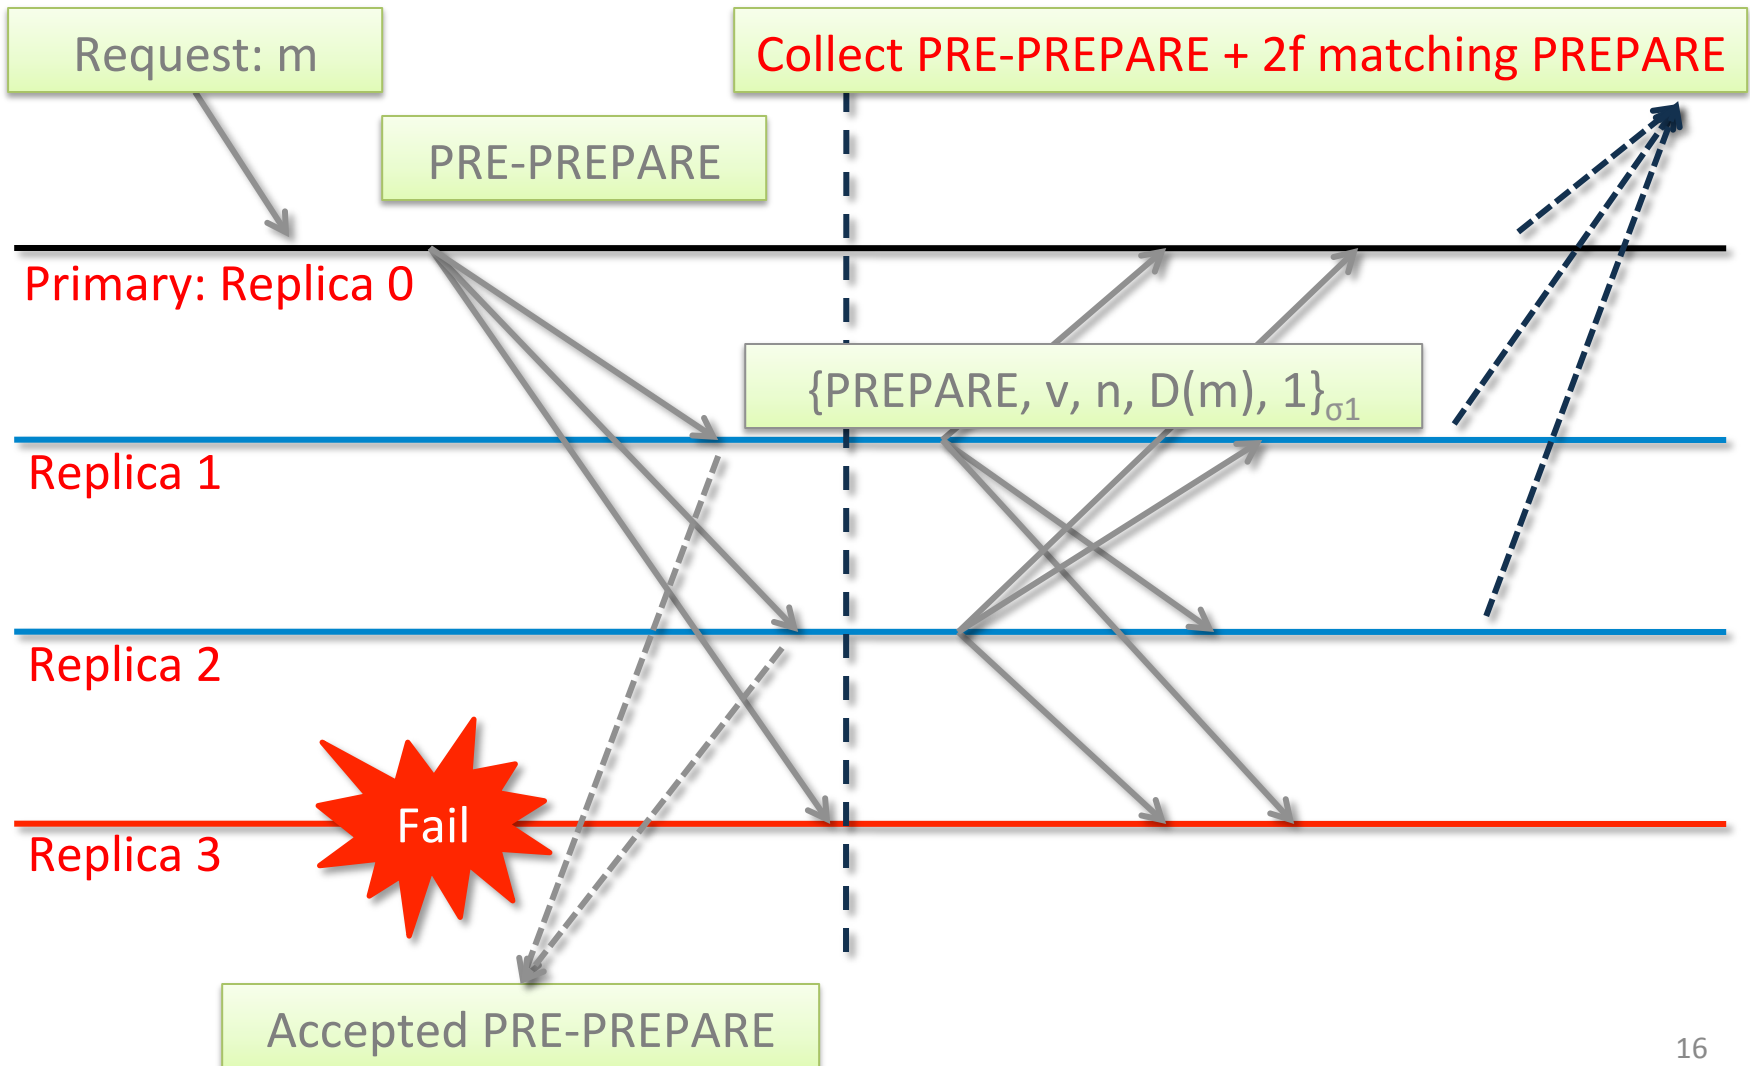 Request: m
Collect PRE-PREPARE + 2f matching PREPARE
PRE-PREPARE
Primary: Replica 0
{PREPARE, v, n, D(m), 1}σ1
Replica 1
Replica 2
Fail
Replica 3
Accepted PRE-PREPARE
16